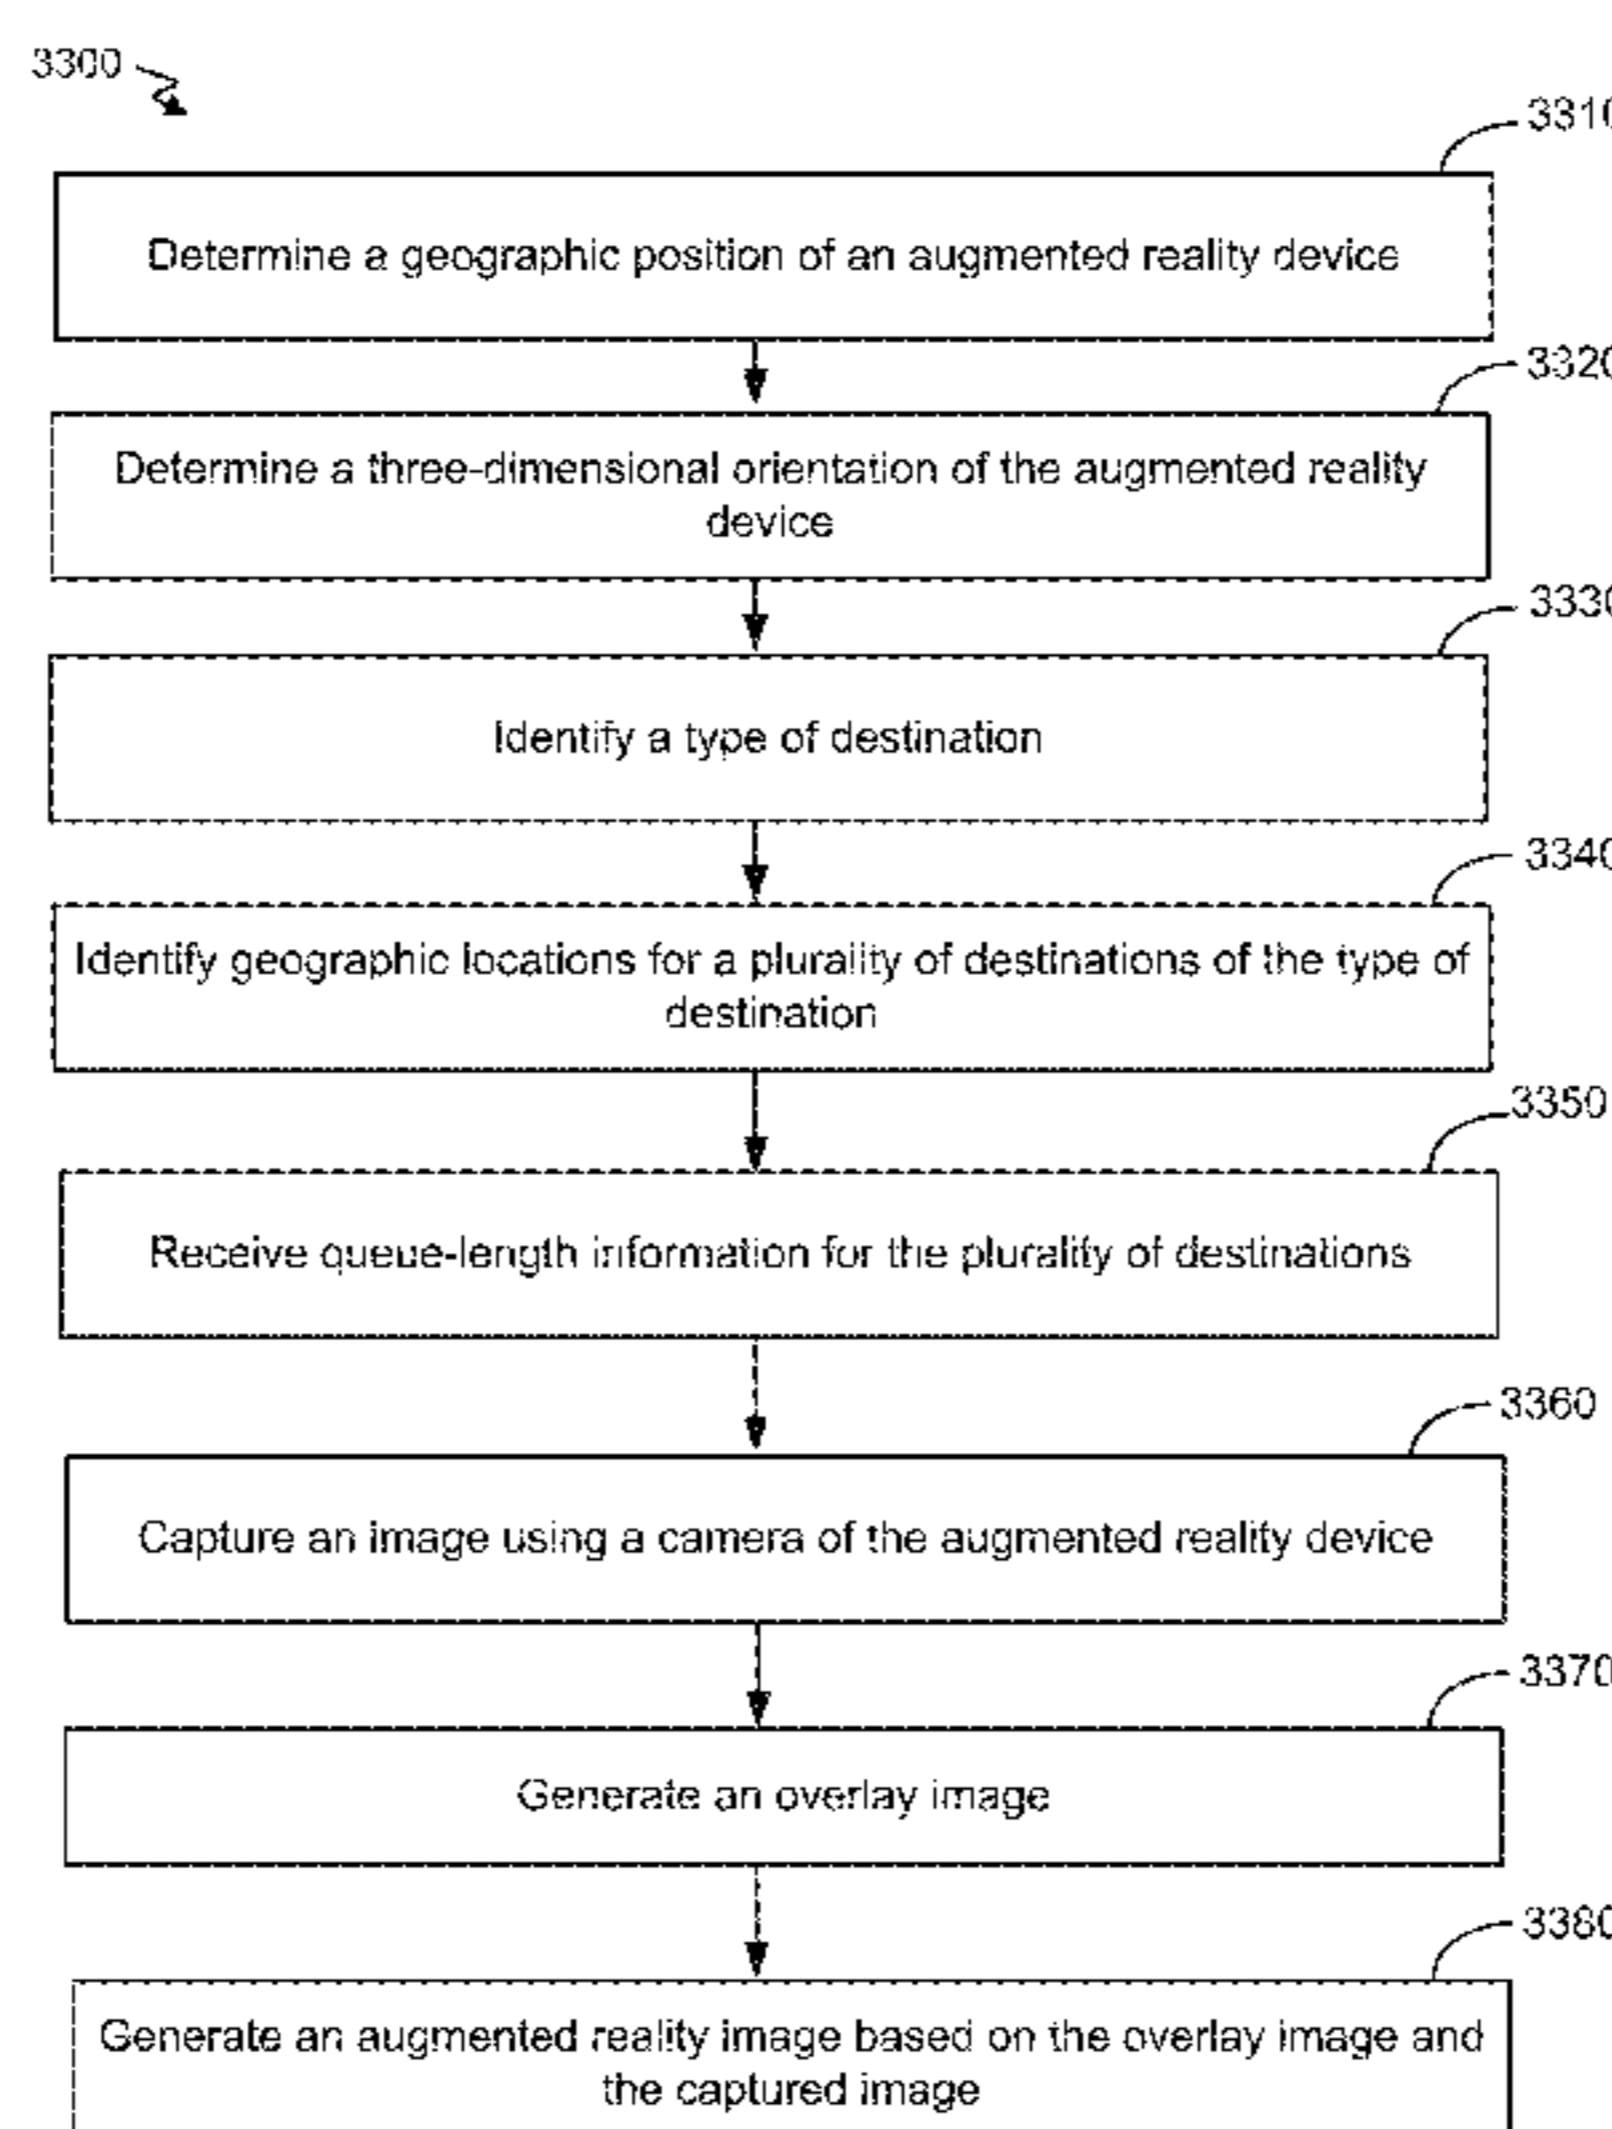 3300
3310
Determine a geographic position of an augmented reality device
3320
Determine a three-dimensional orientation of the augmented reality
device
3330
Identify a type of destination
3340
Identify geographic locations for a plurality of destinations of the type of
destination
3350
Receive queue-length information for the plurality of destinations
3360
Capture an image using a camera of the augmented reality device
3370
Generate an overlay image
3380
Generate an augmented reality image based on the overlay image and
the captured image